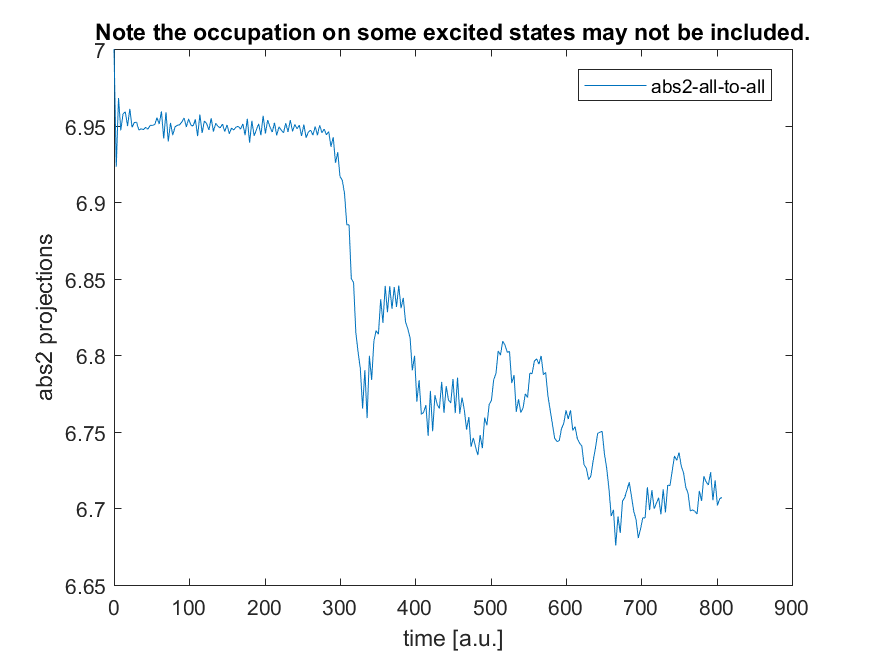 Note the occupation on some excited states may not be included.
abs2-all-to-all
7
6.95
6.9
6.85
6.8
6.75
6.7
6.65
abs2 projections
0 100 200 300 400 500 600 700 800 900
time [a.u.]